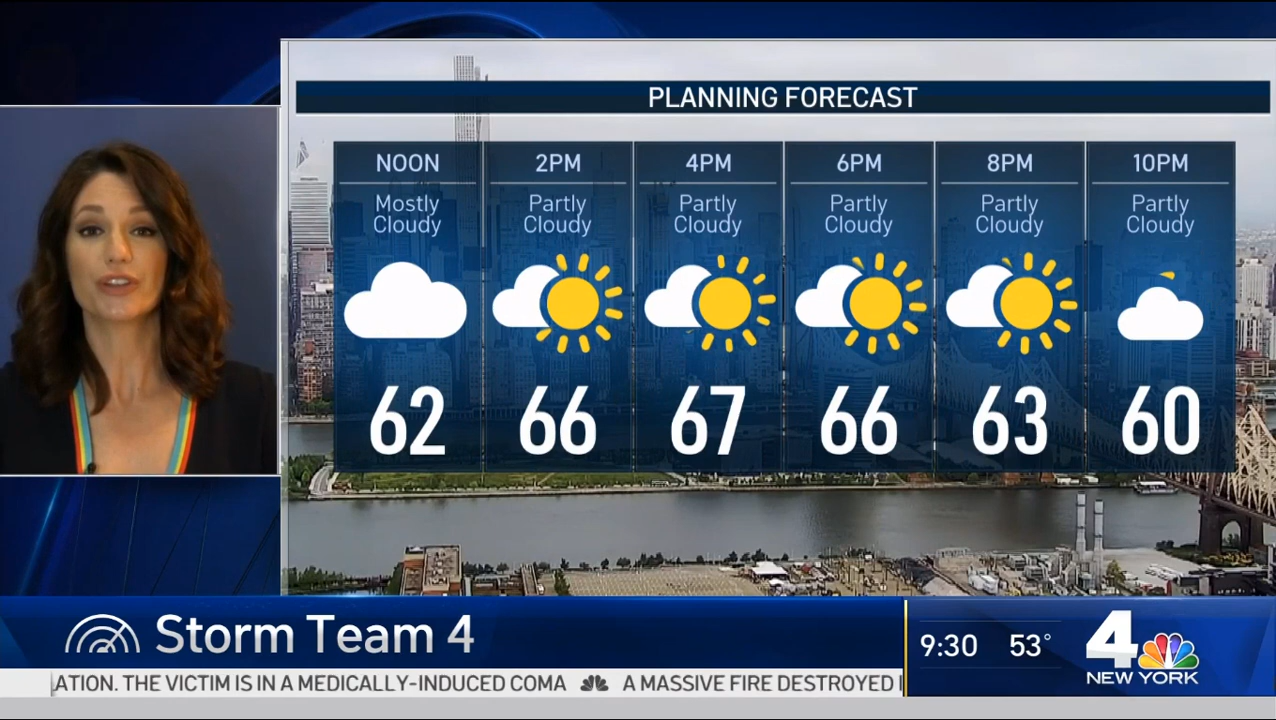 PLANNING FORECAST
NOON 2PM 4PM 6PM 8PM 10PM
Mostly Partly Partly Partly Partly Partly
Cloudy Cloudy Cloudy Cloudy Cloudy Cloudy
62 66 67 66 63 60
Storm Team 4
9:30 53°
4
NEW YORK
ATION. THE VICTIM IS IN A MEDICALLY-INDUCED COMA A MASSIVE FIRE DESTROYED